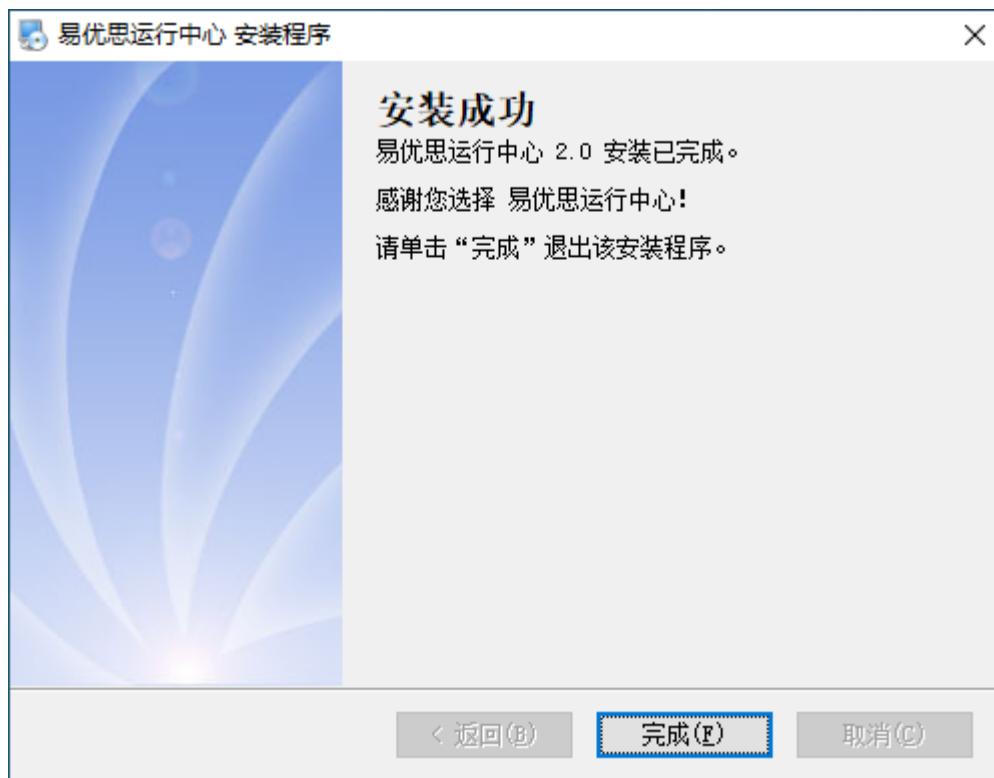 易优思运行中心 安装程序
安装成功
易优思运行中心 2.0 安装已完成。
感谢您选择 易优思运行中心!
请单击“完成”退出该安装程序。
< 返回(B)
完成(F)
取消(C)